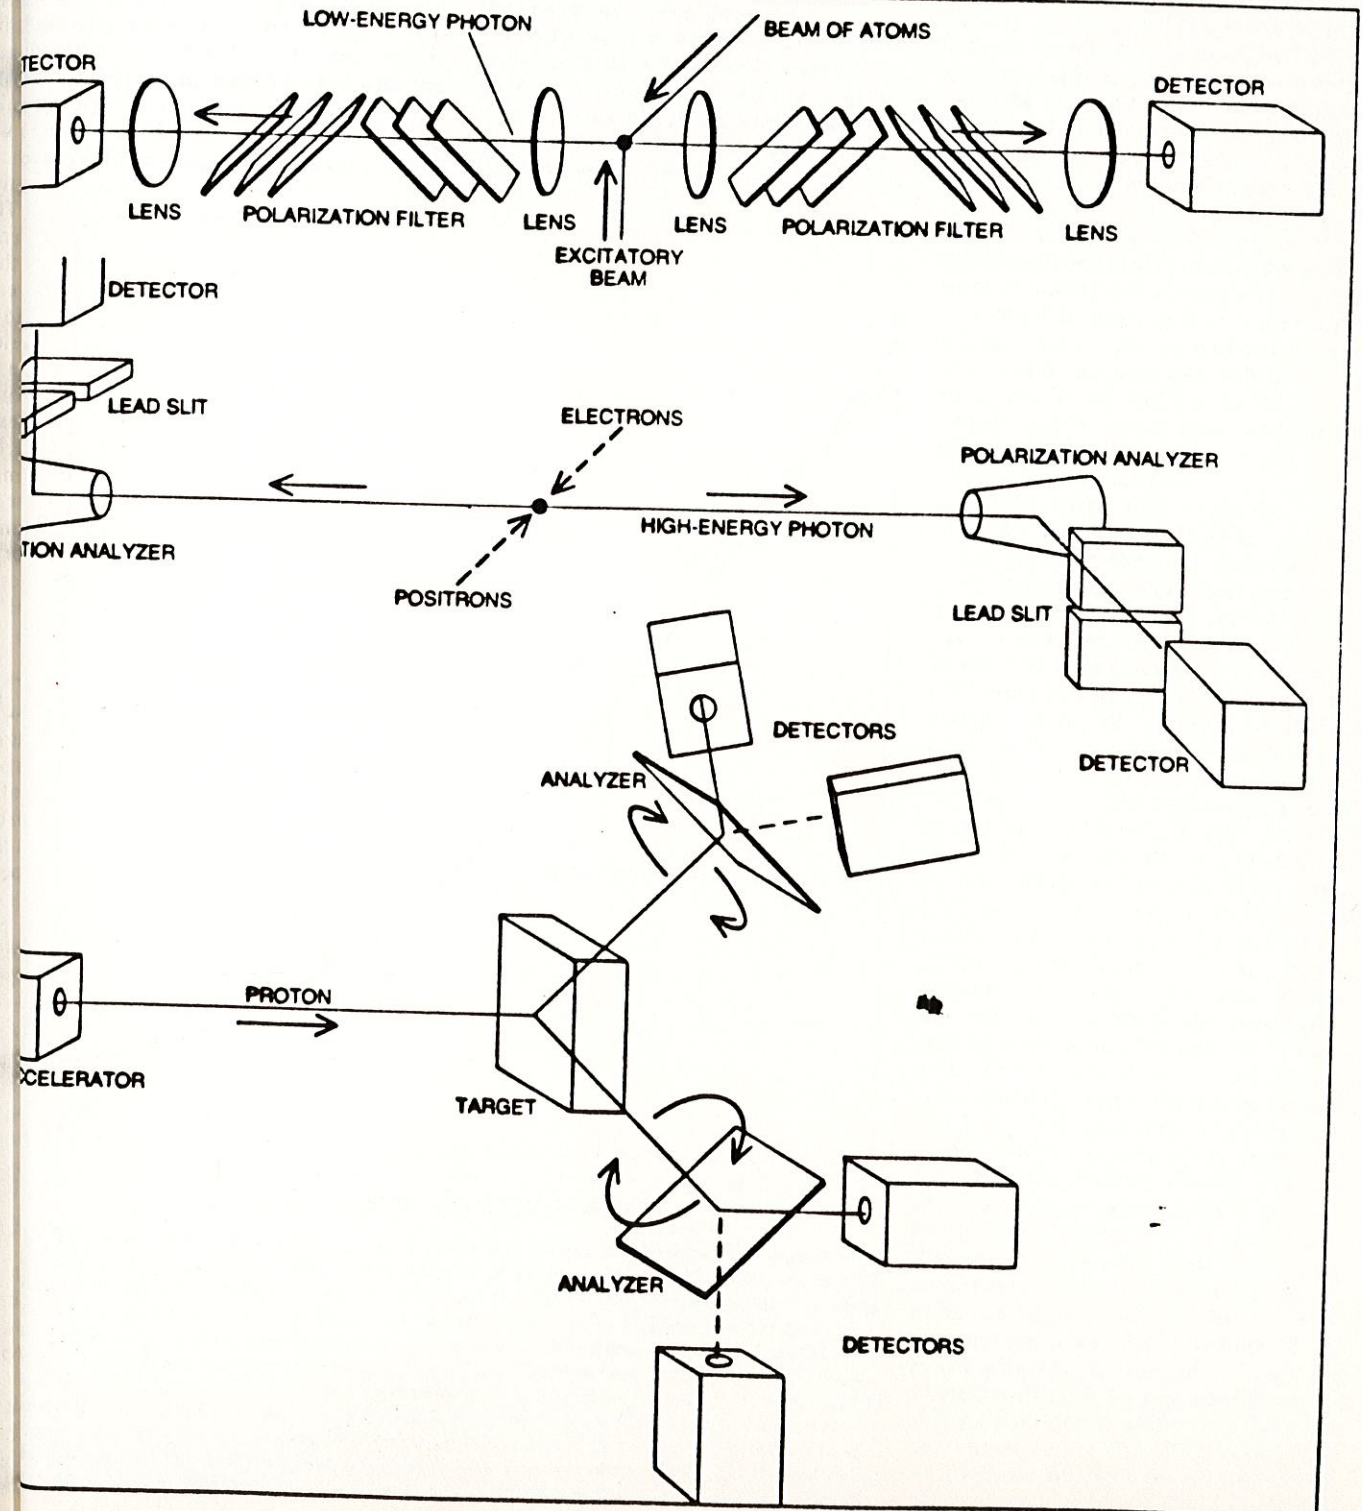 LOW-ENERGY PHOTON
BEAM OF ATOMS
TECTOR
DETECTOR
LENS
POLARIZATION FILTER
LENS
LENS
POLARIZATION FILTER
LENS
EXCITATORY
BEAM
DETECTOR
LEAD SLIT
ELECTRONS
POLARIZATION ANALYZER
HIGH-ENERGY PHOTON
TION ANALYZER
POSITRONS
LEAD SLIT
DETECTORS
DETECTOR
ANALYZER
PROTON
CCELERATOR
TARGET
ANALYZER
DETECTORS